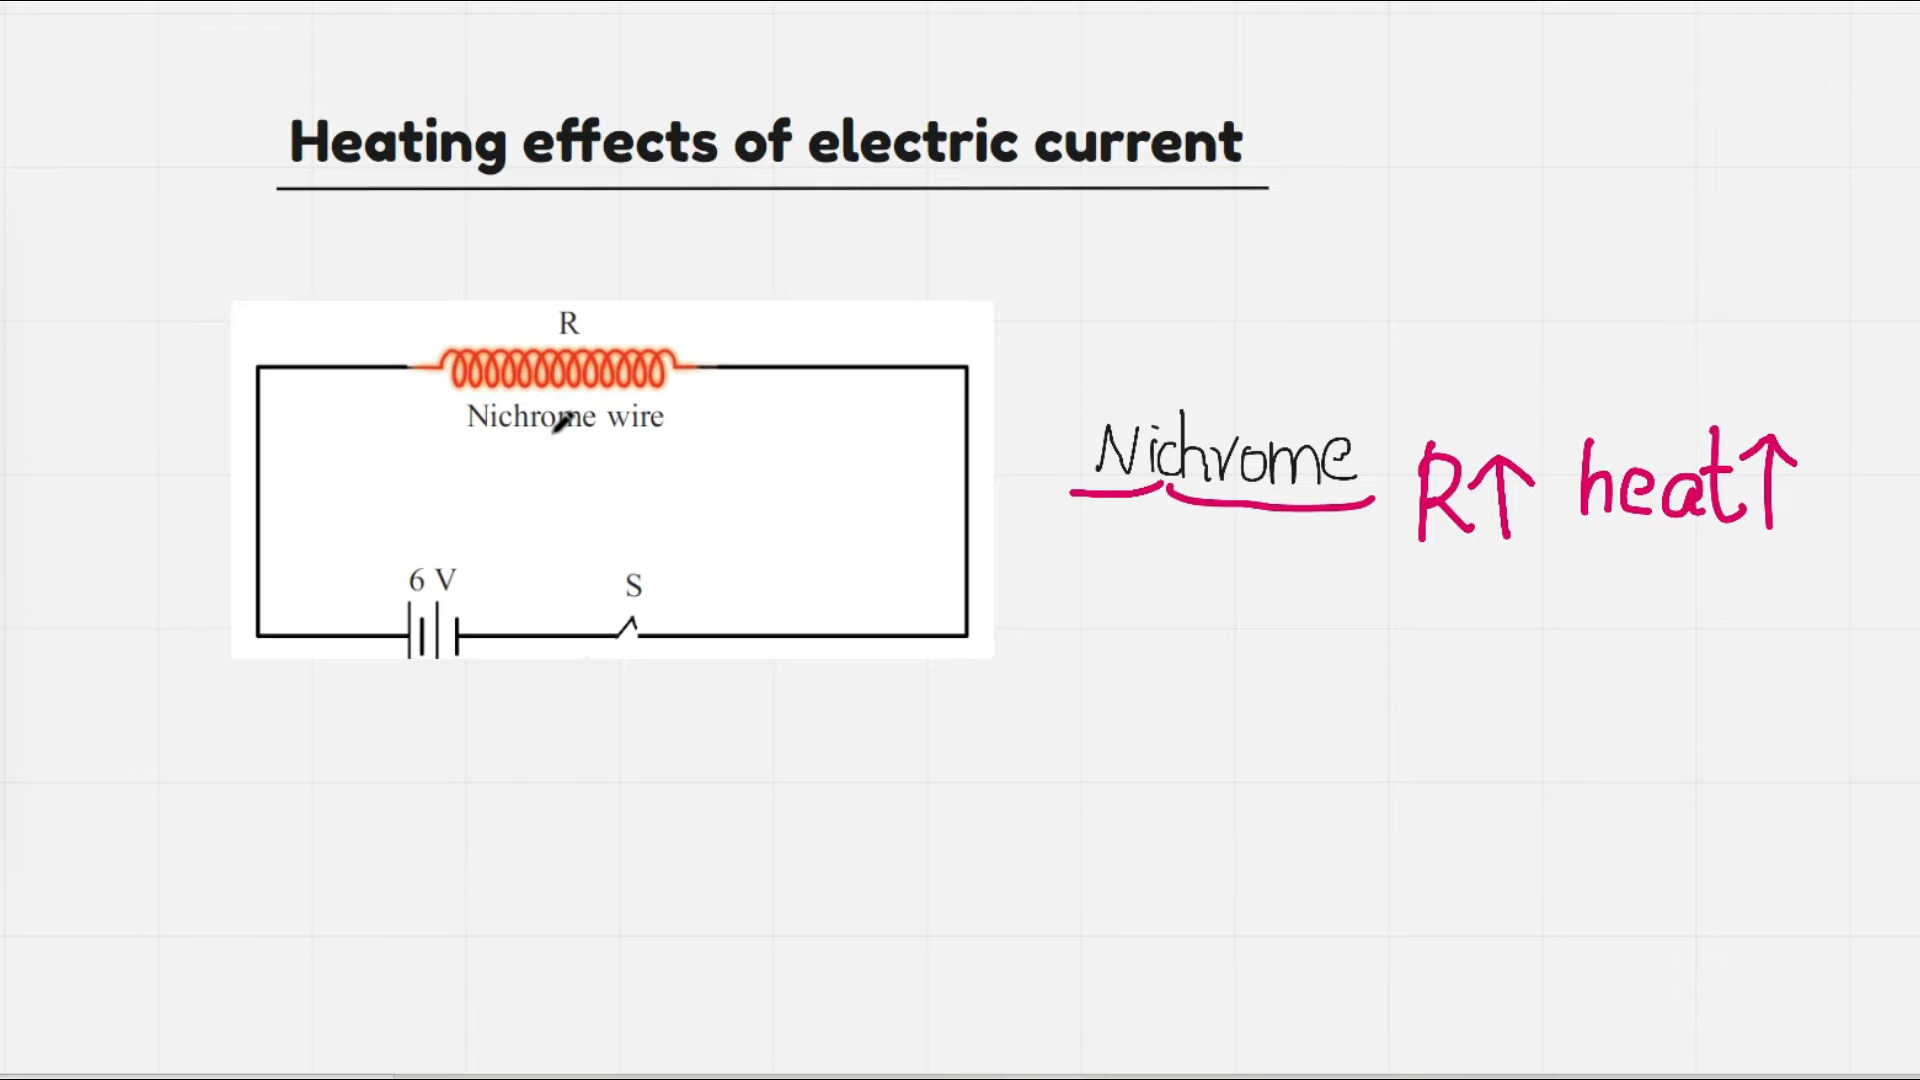 Heating effects of electric current
R
Nichrome wire
Nichrome R↑ heat↑
6 V
S